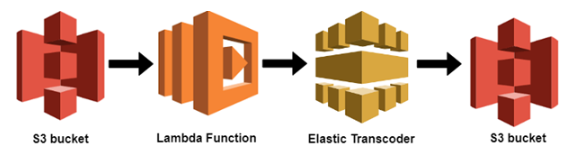 S3 bucket
Lambda Function
Elastic Transcoder
S3 bucket